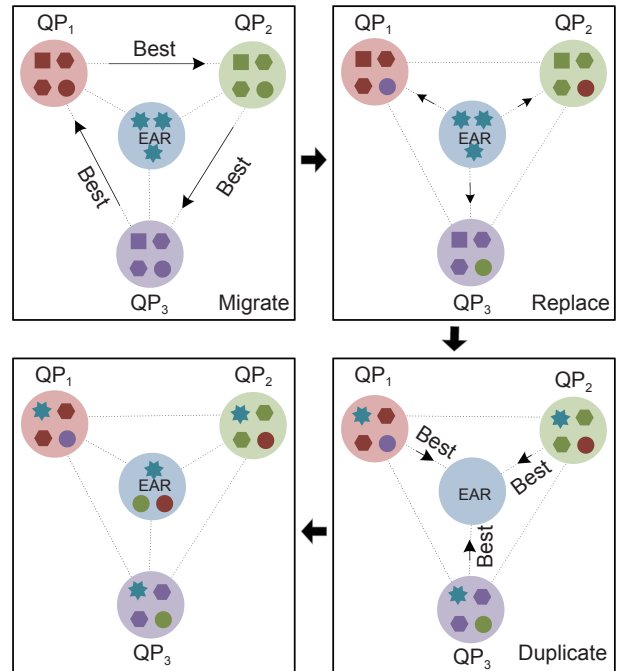 QP1
QP2
Best
EAR
Best
Best
QP3
Migrate
QP1
QP2
EAR
QP3
Replace
QP1
QP2
EAR
QP3
QP1
QP2
Best
Best
EAR
Best
QP3
Duplicate